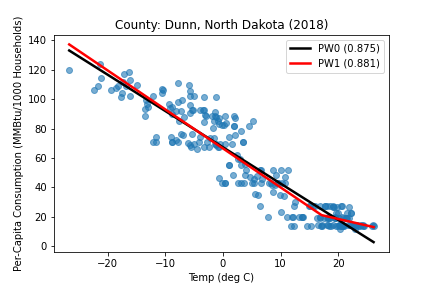 County: Dunn, North Dakota (2018)
Per-Capita Consumption (MMBtu/1000 Households)
140
120
100
80
60
40
20
0
PW0 (0.875)
PW1 (0.881)
−20
−10
0
10
20
Temp (deg C)